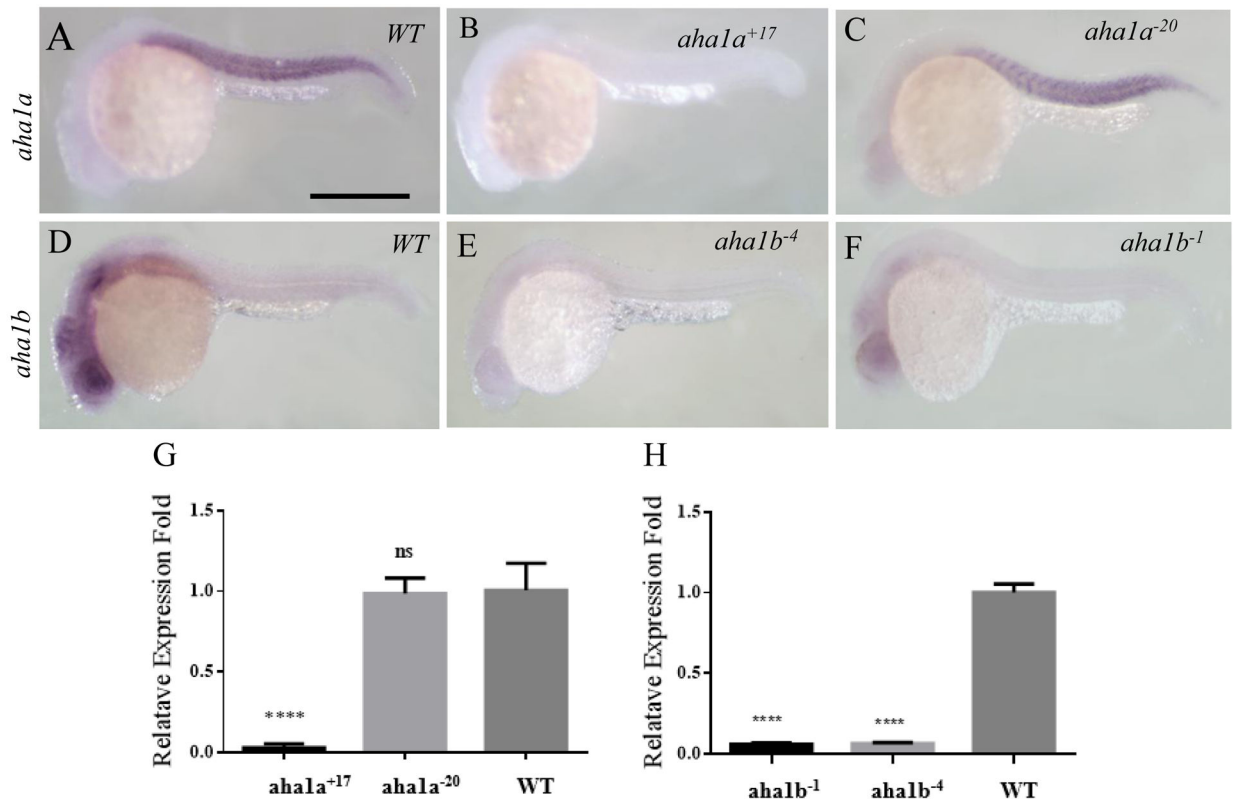 A WT
B aha1a+17
C aha1a-20
aha1a
D WT
E aha1b-4
F aha1b-1
aha1b
G
Relatave Expression Fold
1.5
1.0
0.5
0.0
****
ns
aha1a+17 aha1a-20 WT
H
Relatave Expression Fold
1.5
1.0
0.5
0.0
**** ****
aha1b-1 aha1b-4 WT